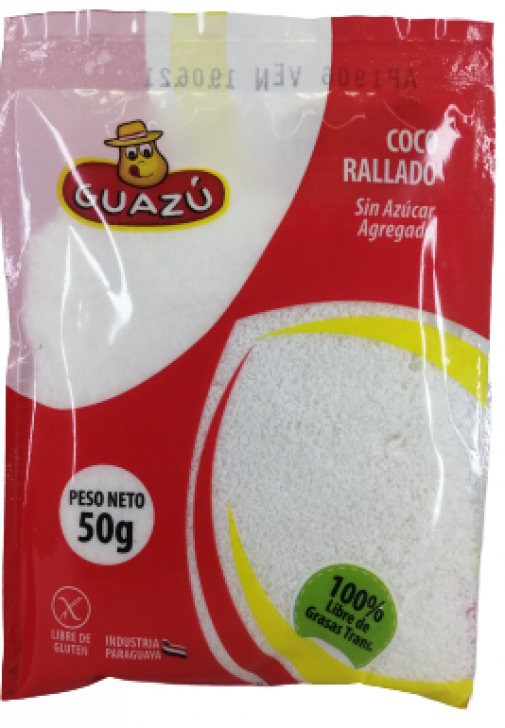 AP1906 VEN 190621
GUAZÚ
COCO
RALLADO
Sin Azúcar
Agregado
PESO NETO
50g
100%
Libre de
Grasas Trans.
LIBRE DE
GLUTEN
INDUSTRIA
PARAGUAYA